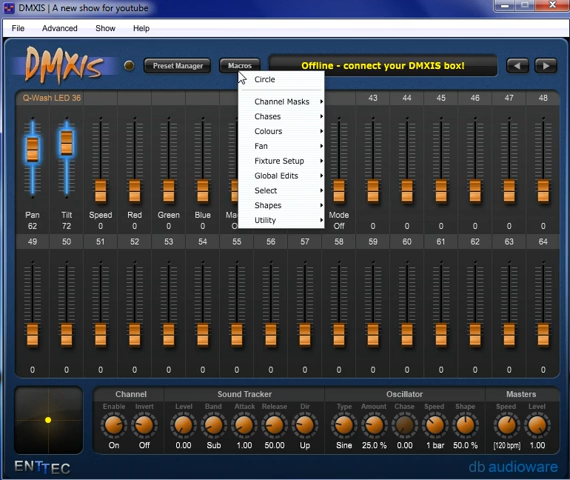 DMXIS | A new show for youtube
File Advanced Show Help
DMXIS Preset Manager Macros Offline - connect your DMXIS box!
Circle
Channel Masks
Chases
Colours
Fan
Fixture Setup
Global Edits
Select
Shapes
Utility
Q-Wash LED 36 43 44 45 46 47 48
Pan Tilt Speed Red Green Blue Mode
62 72 0 0 0 0 Off 0 0 0 0 0 0
49 50 51 52 53 54 55 56 57 58 59 60 61 62 63 64
0 0 0 0 0 0 0 0 0 0 0 0 0 0 0 0
Channel Sound Tracker Oscillator Masters
Enable Invert Level Band Attack Release Dir Type Amount Chase Speed Shape Speed Level
On Off 0.00 Sub 1.00 50.00 Up Sine 25.0 % 0.00 1 bar 50.0 % [120 bpm] 1.00
ENTTEC db audioware